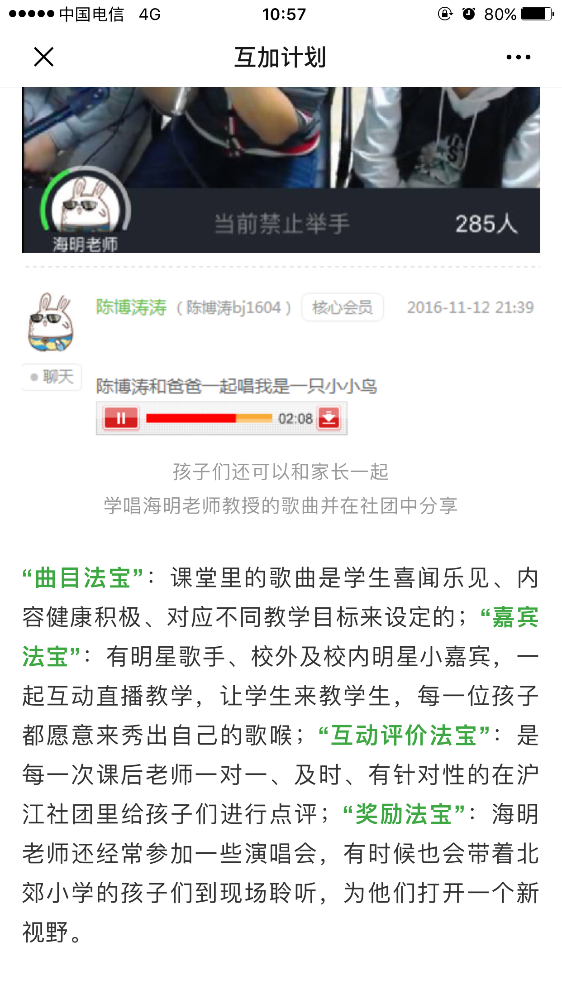 中国电信 4G 10:57 80%
互加计划
当前禁止举手 285人
海明老师
陈博涛涛（陈博涛bj1604） 核心会员 2016-11-12 21:39
聊天
陈博涛和爸爸一起唱我是一只小小鸟
02:08
孩子们还可以和家长一起
学唱海明老师教授的歌曲并在社团中分享
“曲目法宝”：课堂里的歌曲是学生喜闻乐见、内
容健康积极、对应不同教学目标来设定的；“嘉宾
法宝”：有明星歌手、校外及校内明星小嘉宾，一
起互动直播教学，让学生来教学生，每一位孩子
都愿意来秀出自己的歌喉；“互动评价法宝”：是
每一次课后老师一对一、及时、有针对性的在沪
江社团里给孩子们进行点评；“奖励法宝”：海明
老师还经常参加一些演唱会，有时候也会带着北
郊小学的孩子们到现场聆听，为他们打开一个新
视野。